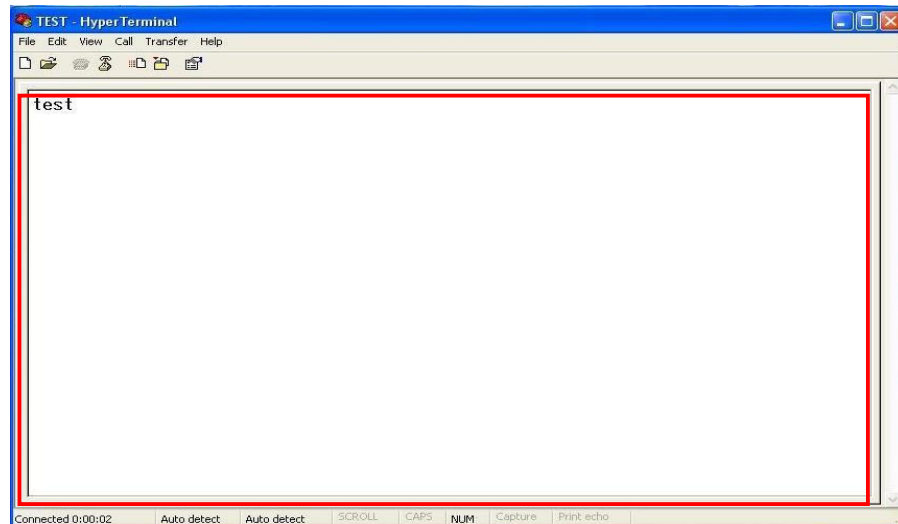 TEST - HyperTerminal
File Edit View Call Transfer Help
test
Connected 0:00:02 Auto detect Auto detect SCROLL CAPS NUM Capture Print echo